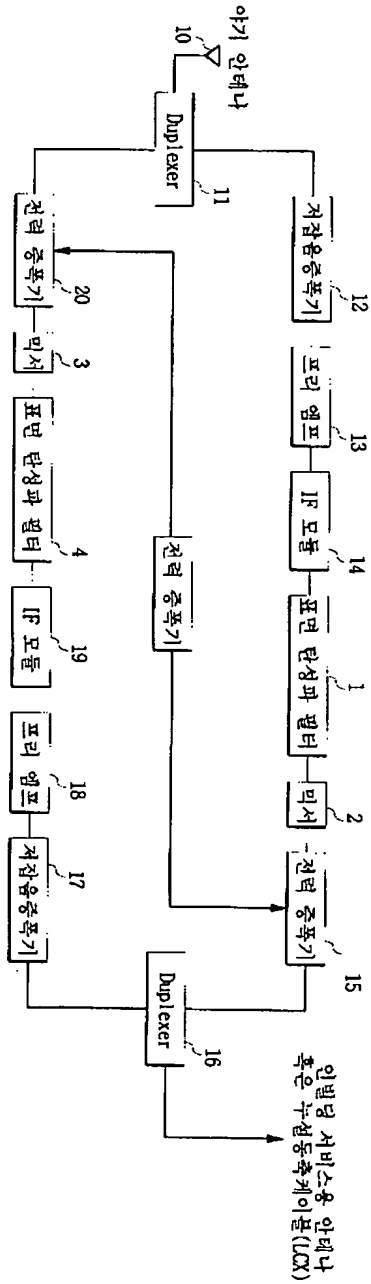 야기 안테나
10
Duplexer
11
저잡음증폭기
12
프리 엠프
13
IF 모듈
14
표면 탄성파 필터
1
믹서
2
전력 증폭기
15
Duplexer
16
인빌딩 서비스용 안테나
혹은 누설동축케이블(LCX)
전력 증폭기
전력 증폭기
20
믹서
3
표면 탄성파 필터
4
IF 모듈
19
프리 엠프
18
저잡음증폭기
17